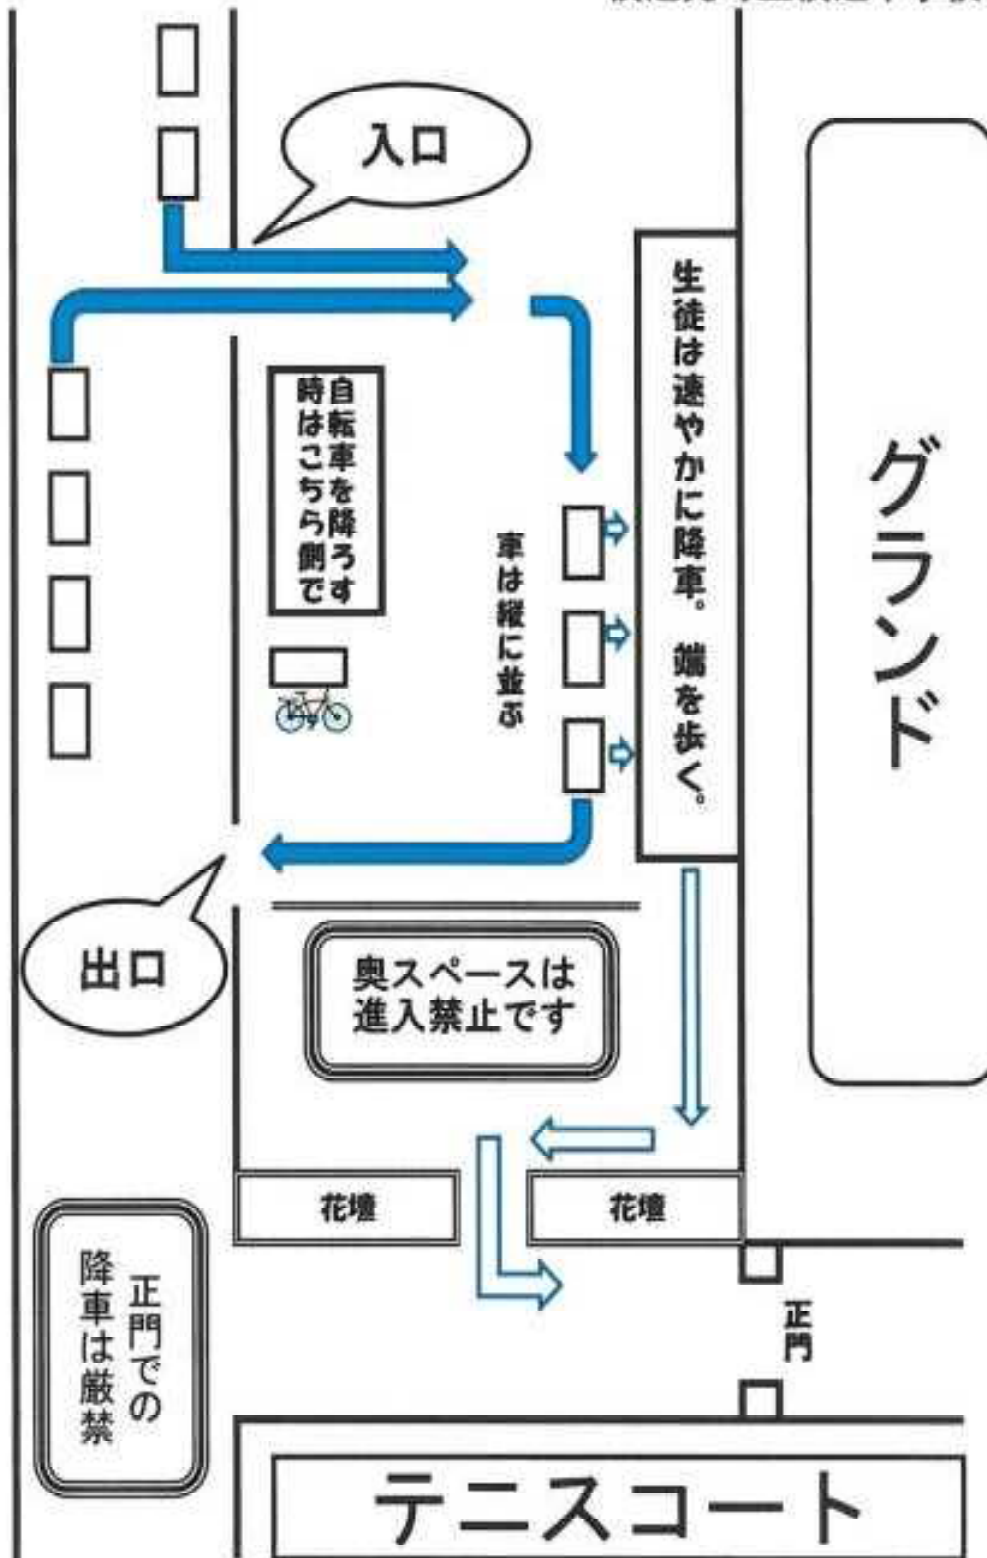 入口
生徒は速やかに降車。 端を歩く。
グランド
自転車を降ろす
時はこちら側で
車は縦に並ぶ
出口
奥スペースは
進入禁止です
花壇
花壇
正門での
降車は厳禁
正門
テニスコート